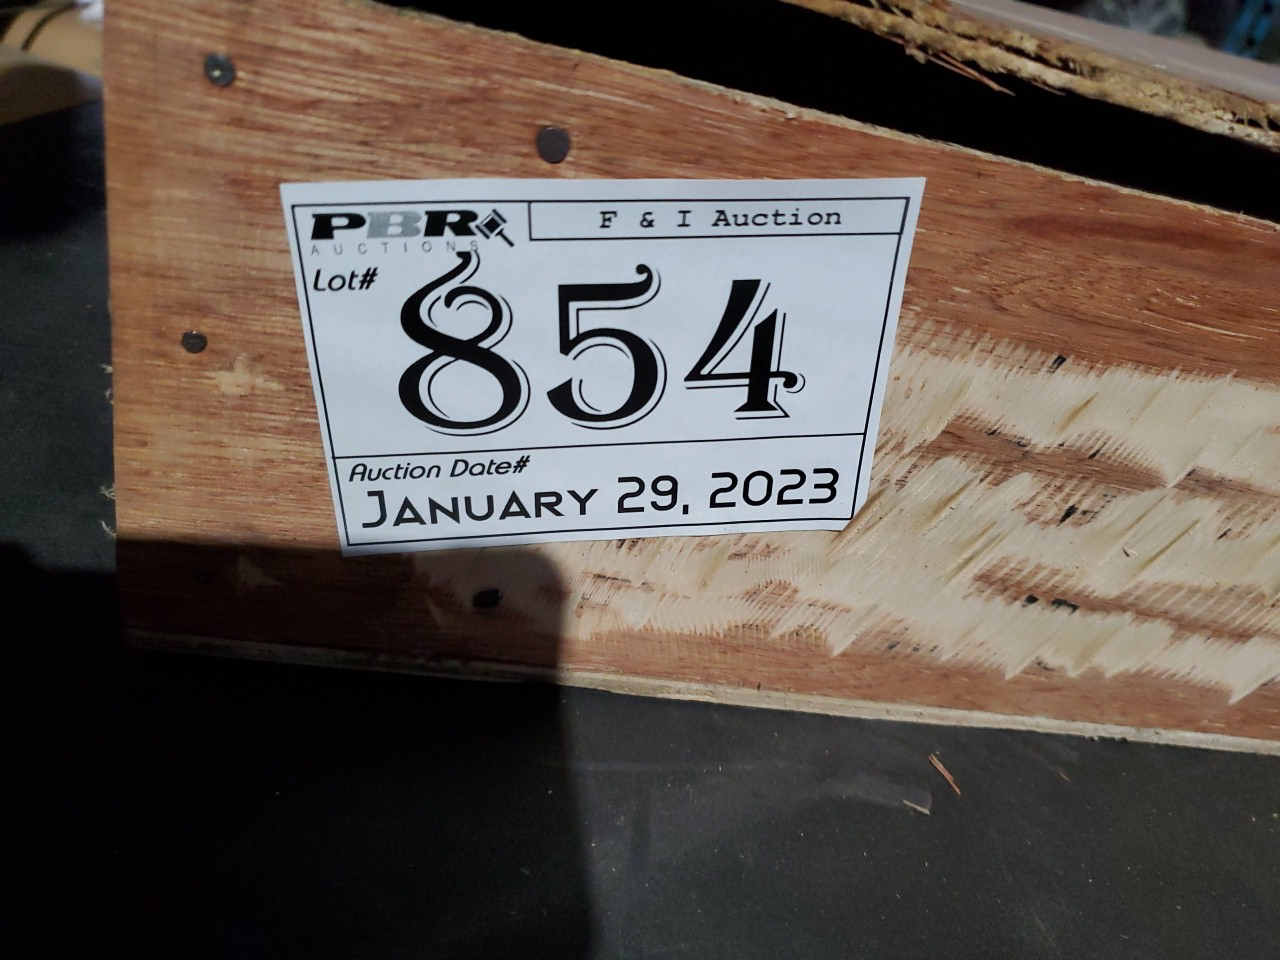 PBR
AUCTIONS
F & I Auction
Lot#
854
Auction Date#
JANUARY 29, 2023